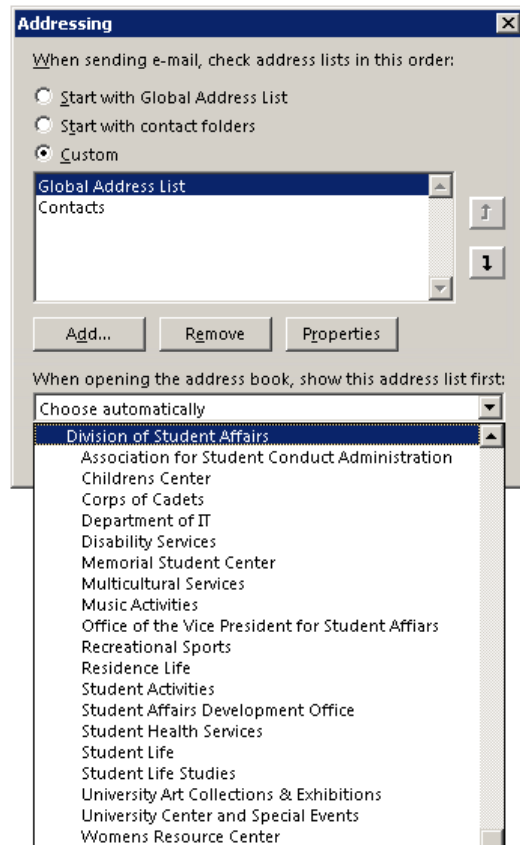 Addressing
When sending e-mail, check address lists in this order:
Start with Global Address List
Start with contact folders
Custom
Global Address List
Contacts
Add...
Remove
Properties
When opening the address book, show this address list first:
Choose automatically
Division of Student Affairs
Association for Student Conduct Administration
Childrens Center
Corps of Cadets
Department of IT
Disability Services
Memorial Student Center
Multicultural Services
Music Activities
Office of the Vice President for Student Affiars
Recreational Sports
Residence Life
Student Activities
Student Affairs Development Office
Student Health Services
Student Life
Student Life Studies
University Art Collections & Exhibitions
University Center and Special Events
Womens Resource Center